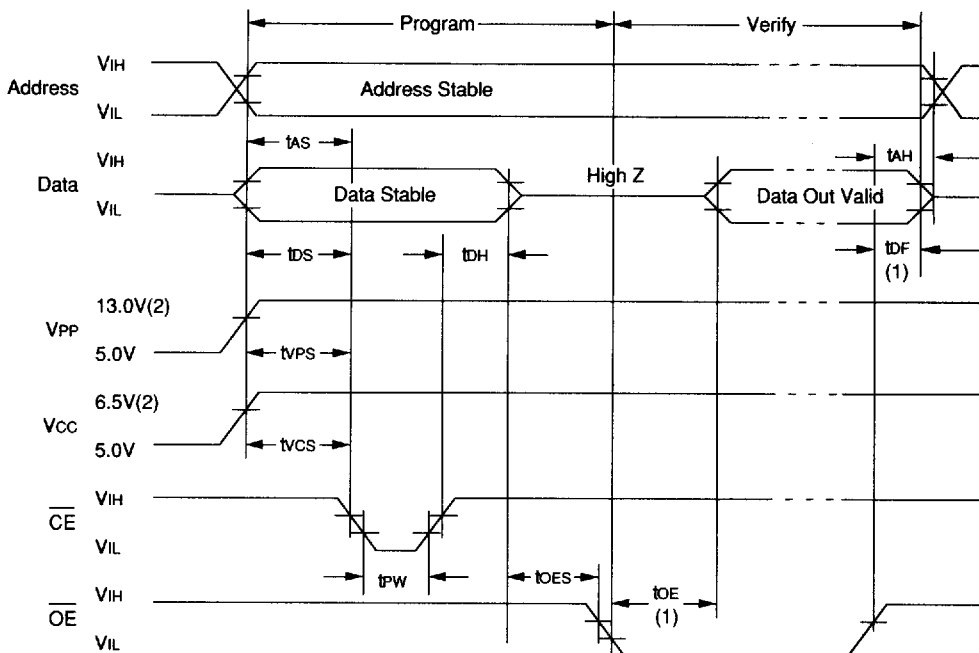 Program
Verify
Address
VIH
VIL
Address Stable
tAS
tAH
Data
VIH
VIL
Data Stable
High Z
Data Out Valid
tDS
tDH
tDF
(1)
VPP
13.0V(2)
5.0V
tVPS
VCC
6.5V(2)
5.0V
tVCS
CE
VIH
VIL
tPW
tOES
tOE
(1)
OE
VIH
VIL